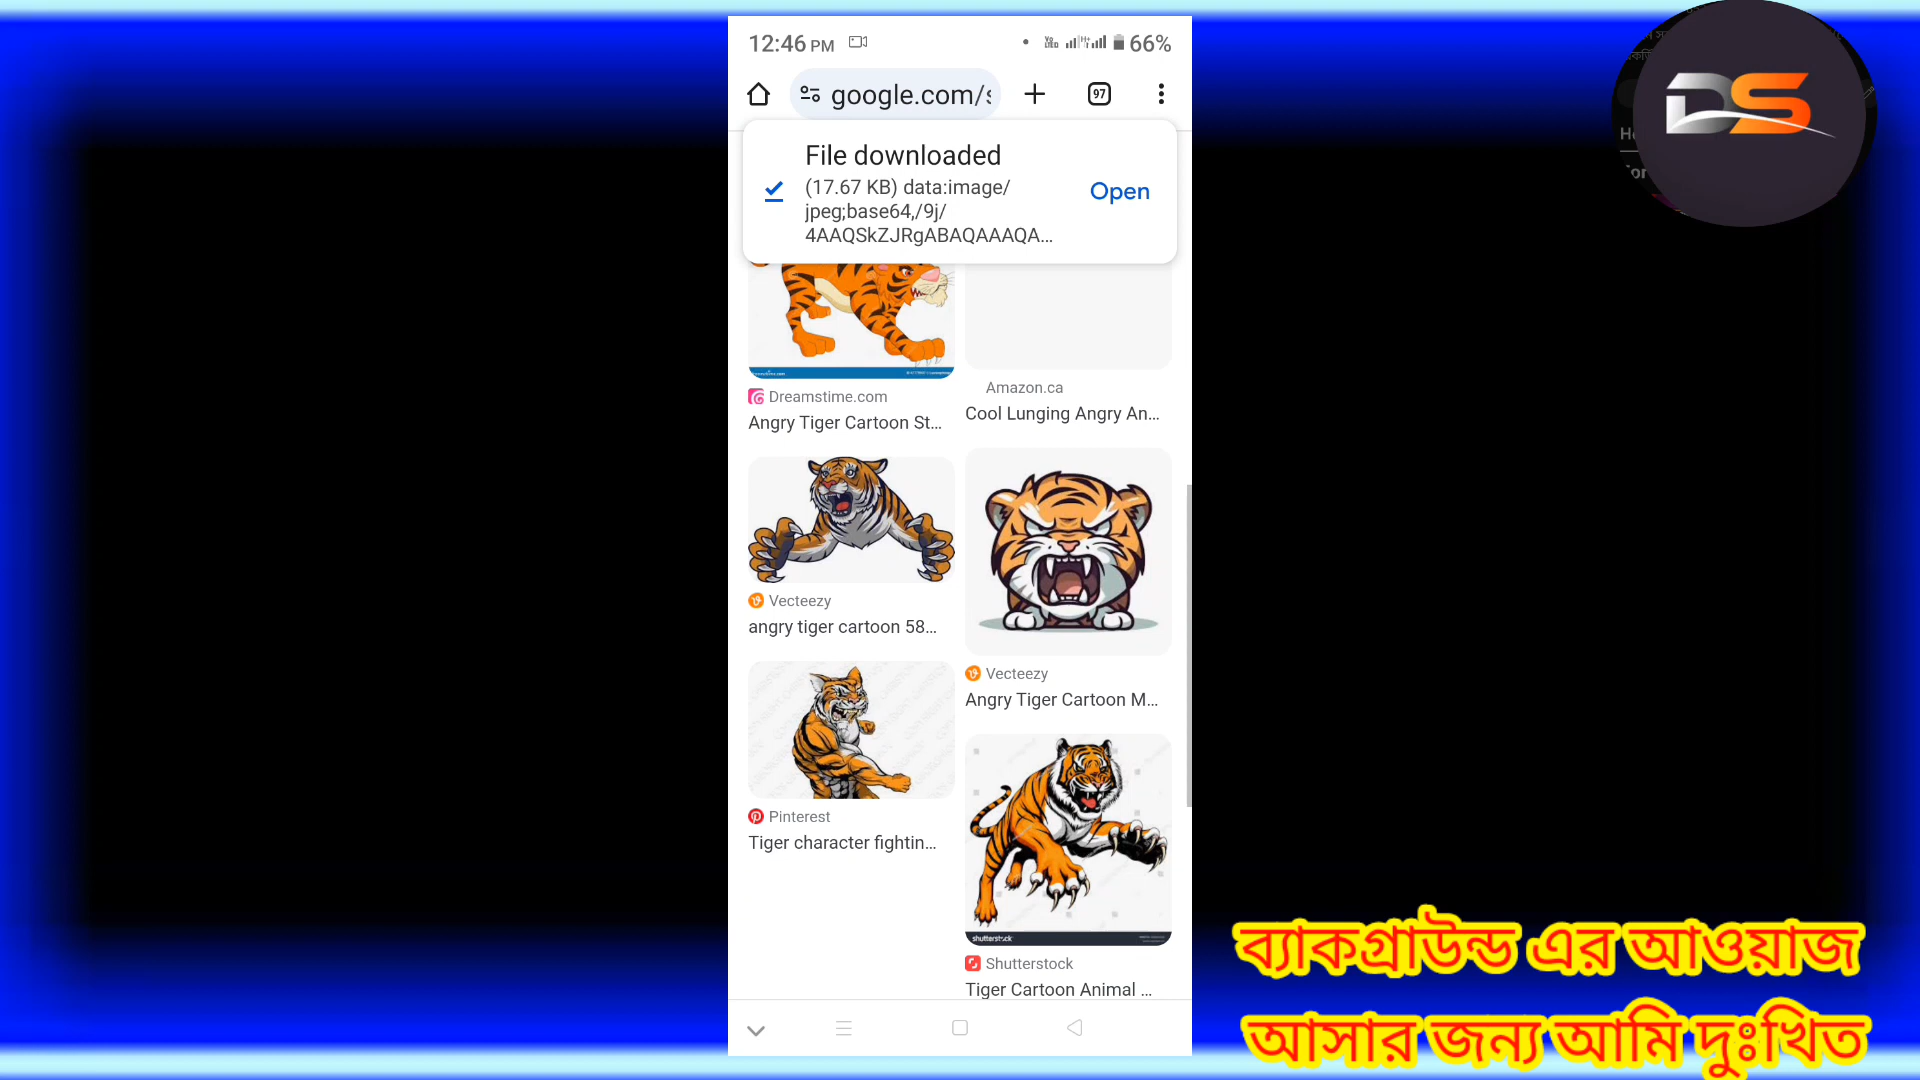 12:46 PM 66%
google.com/s
97
DS
File downloaded
(17.67 KB) data:image/
jpeg;base64,/9j/
4AAQSkZJRgABAQAAAQA...
Open
Dreamstime.com
Angry Tiger Cartoon St...
Amazon.ca
Cool Lunging Angry An...
Vecteezy
angry tiger cartoon 58...
Vecteezy
Angry Tiger Cartoon M...
Pinterest
Tiger character fightin...
shutterstock
Shutterstock
Tiger Cartoon Animal ...
ব্যাকগ্রাউন্ড এর আওয়াজ
আসার জন্য আমি দুঃখিত